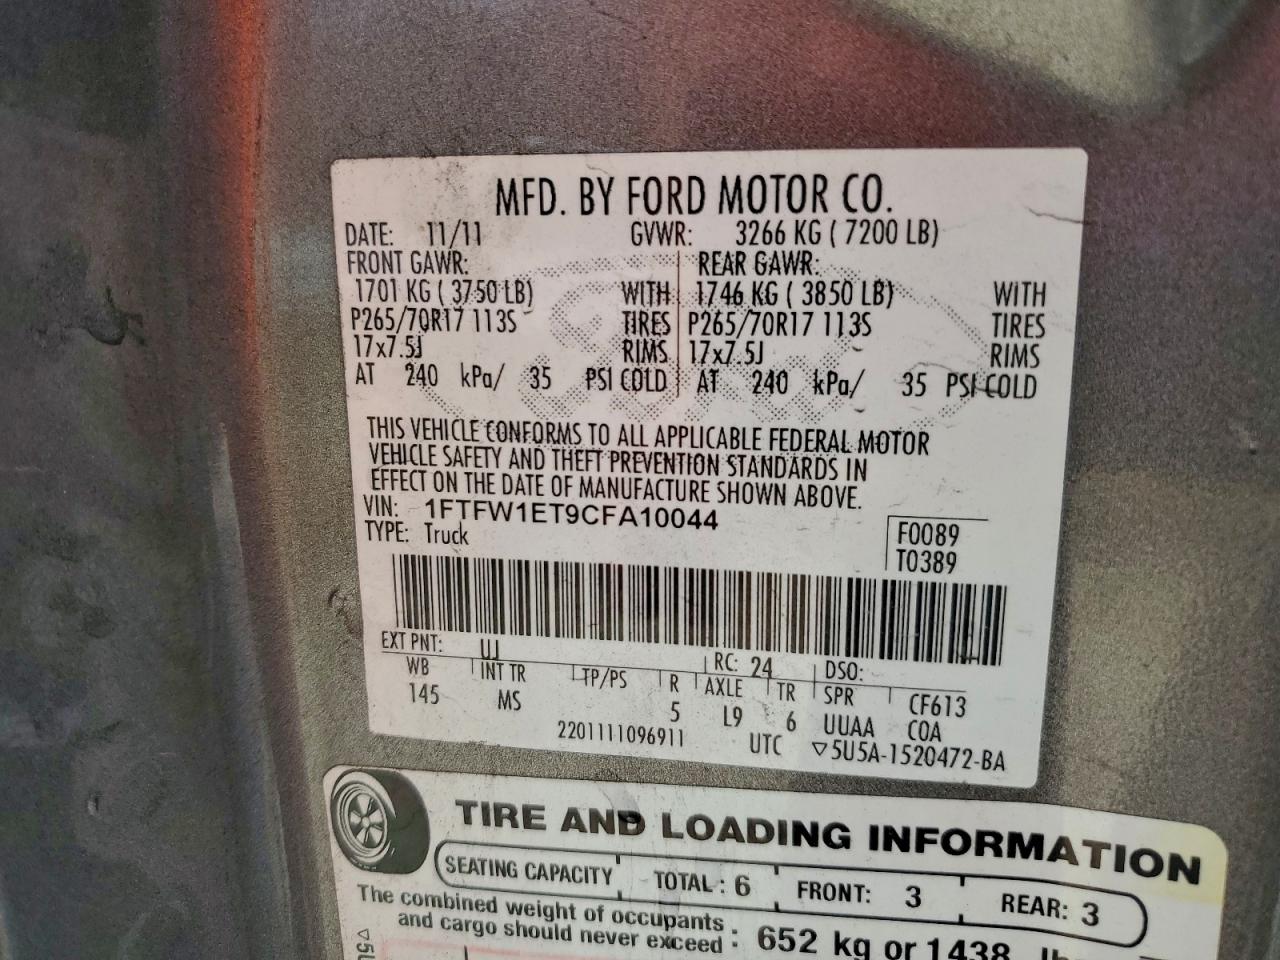 MFD. BY FORD MOTOR CO.
DATE: 11/11 GVWR: 3266 KG ( 7200 LB)
FRONT GAWR: REAR GAWR:
1701 KG ( 3750 LB) WITH 1746 KG ( 3850 LB) WITH
P265/70R17 113S TIRES P265/70R17 113S TIRES
17x7.5J RIMS 17x7.5J RIMS
AT 240 kPa/ 35 PSI COLD AT 240 kPa/ 35 PSI COLD
THIS VEHICLE CONFORMS TO ALL APPLICABLE FEDERAL MOTOR
VEHICLE SAFETY AND THEFT PREVENTION STANDARDS IN
EFFECT ON THE DATE OF MANUFACTURE SHOWN ABOVE.
VIN: 1FTFW1ET9CFA10044
TYPE: Truck
F0089
T0389
EXT PNT: UJ RC: 24 DSO:
WB INT TR TP/PS R AXLE TR SPR CF613
145 MS 5 L9 6 UUAA COA
2201111096911 UTC ▽5U5A-1520472-BA
TIRE AND LOADING INFORMATION
SEATING CAPACITY TOTAL: 6 FRONT: 3 REAR: 3
The combined weight of occupants
and cargo should never exceed : 652 kg or 1438
▽5U